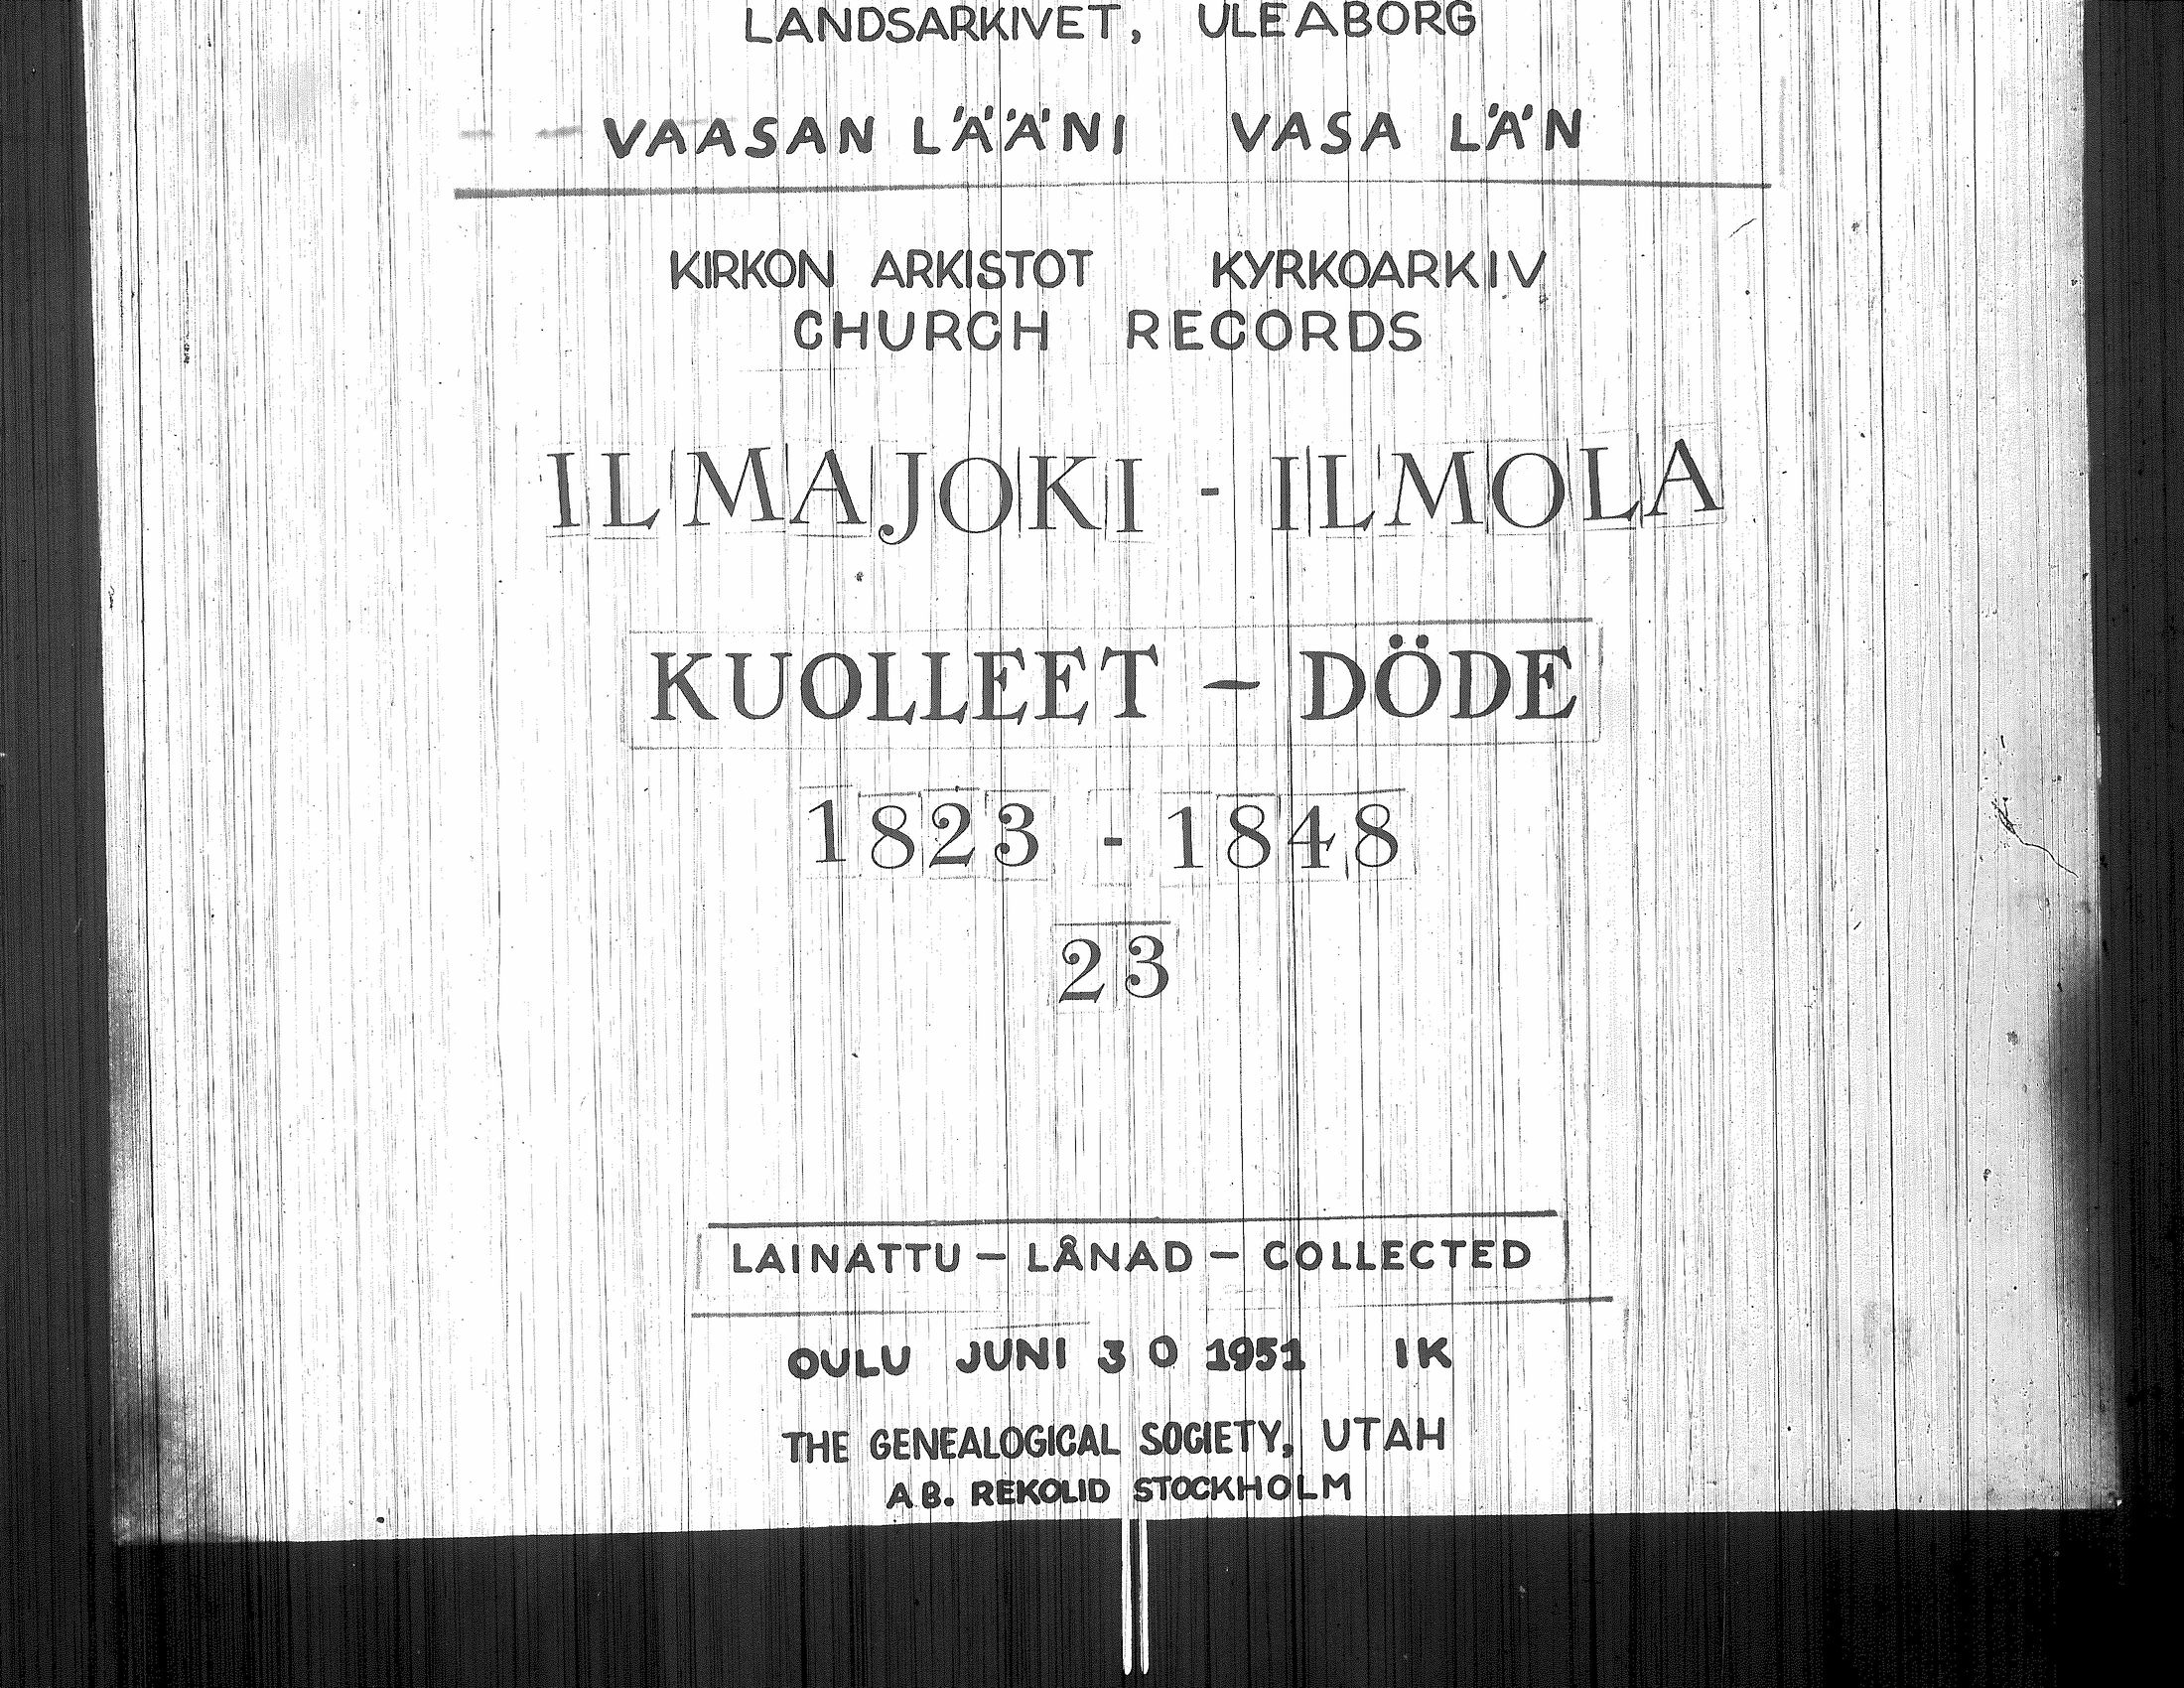 LANDSARKIVET, ULEABORG
VAASAN LÄÄNI VASA LÄN
KIRKON ARKISTOT KYRKOARKIV
CHURCH RECORDS
ILMAJOKI - ILMOLA
KUOLLEET – DÖDE
1823 - 1848
23
LAINATTU – LÅNAD – COLLECTED
OULU JUNI 30 1951 IK
THE GENEALOGICAL SOCIETY, UTAH
AB. REKOLID STOCKHOLM